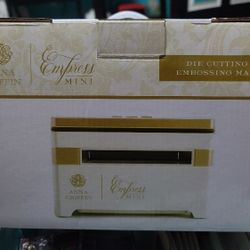 ANNA
GRIFFIN
Empress
MINI
DIE CUTTING
EMBOSSING MA
ANNA
GRIFFIN
Empress
MINI